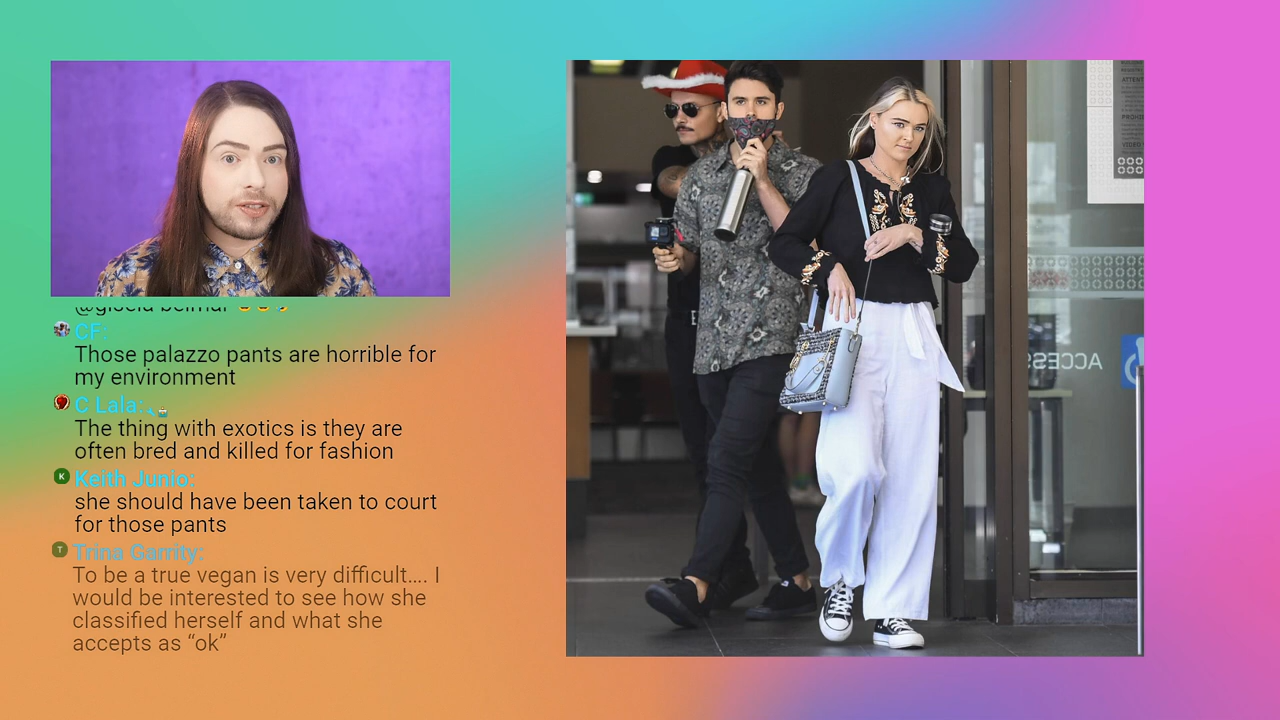 @gisela belmar
CF:
Those palazzo pants are horrible for
my environment
C Lala:
The thing with exotics is they are
often bred and killed for fashion
K Keith Junio:
she should have been taken to court
for those pants
T Trina Garrity:
To be a true vegan is very difficult.... I
would be interested to see how she
classified herself and what she
accepts as “ok”
ACCESS